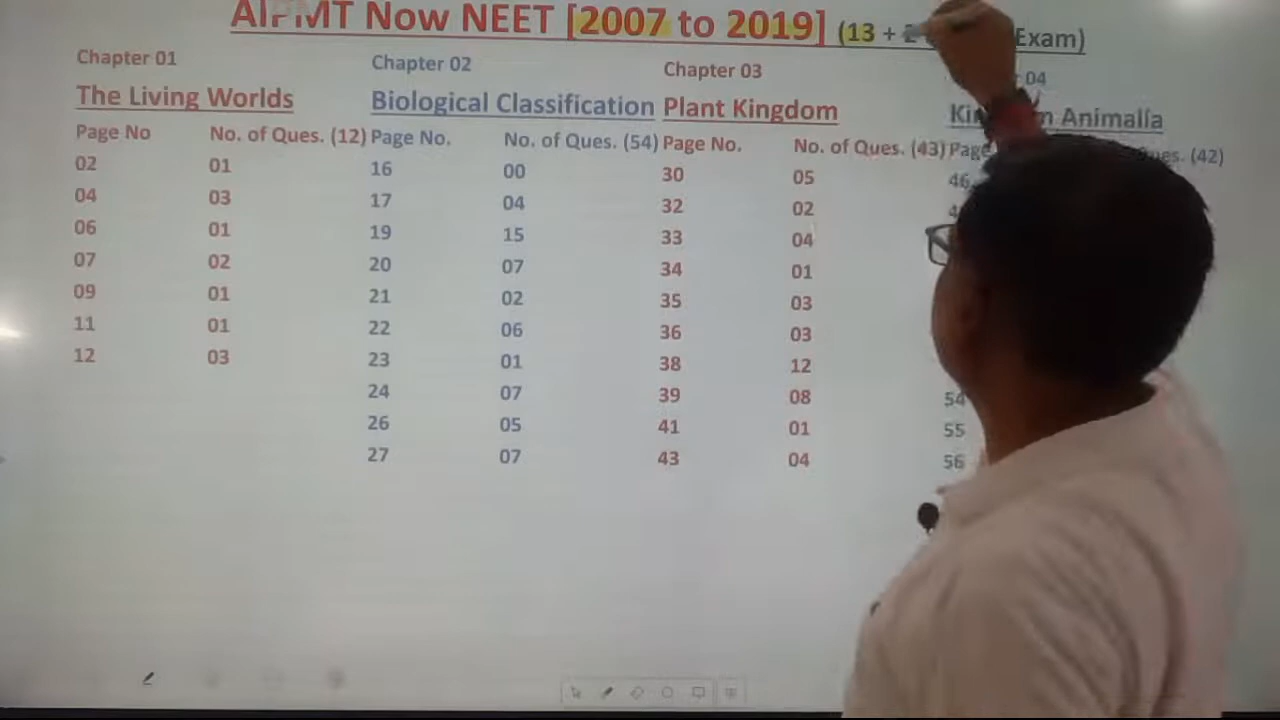 AIPMT Now NEET [2007 to 2019] (13 + Exam)
Chapter 01
The Living Worlds
Page No No. of Ques. (12)
02 01
04 03
06 01
07 02
09 01
11 01
12 03
Chapter 02
Biological Classification
Page No. No. of Ques. (54)
16 00
17 04
19 15
20 07
21 02
22 06
23 01
24 07
26 05
27 07
Chapter 03
Plant Kingdom
Page No. No. of Ques. (43)
30 05
32 02
33 04
34 01
35 03
36 03
38 12
39 08
41 01
43 04
04
Animalia
Page Ques. (42)
46
54
55
56